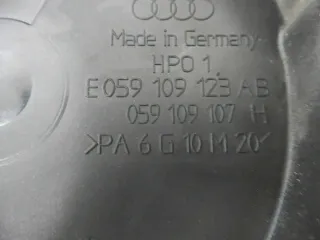 Made in Germany
HPO 1
E 059 109 123 AB
059 109 107 H
>PA 6 G 10 M 20<